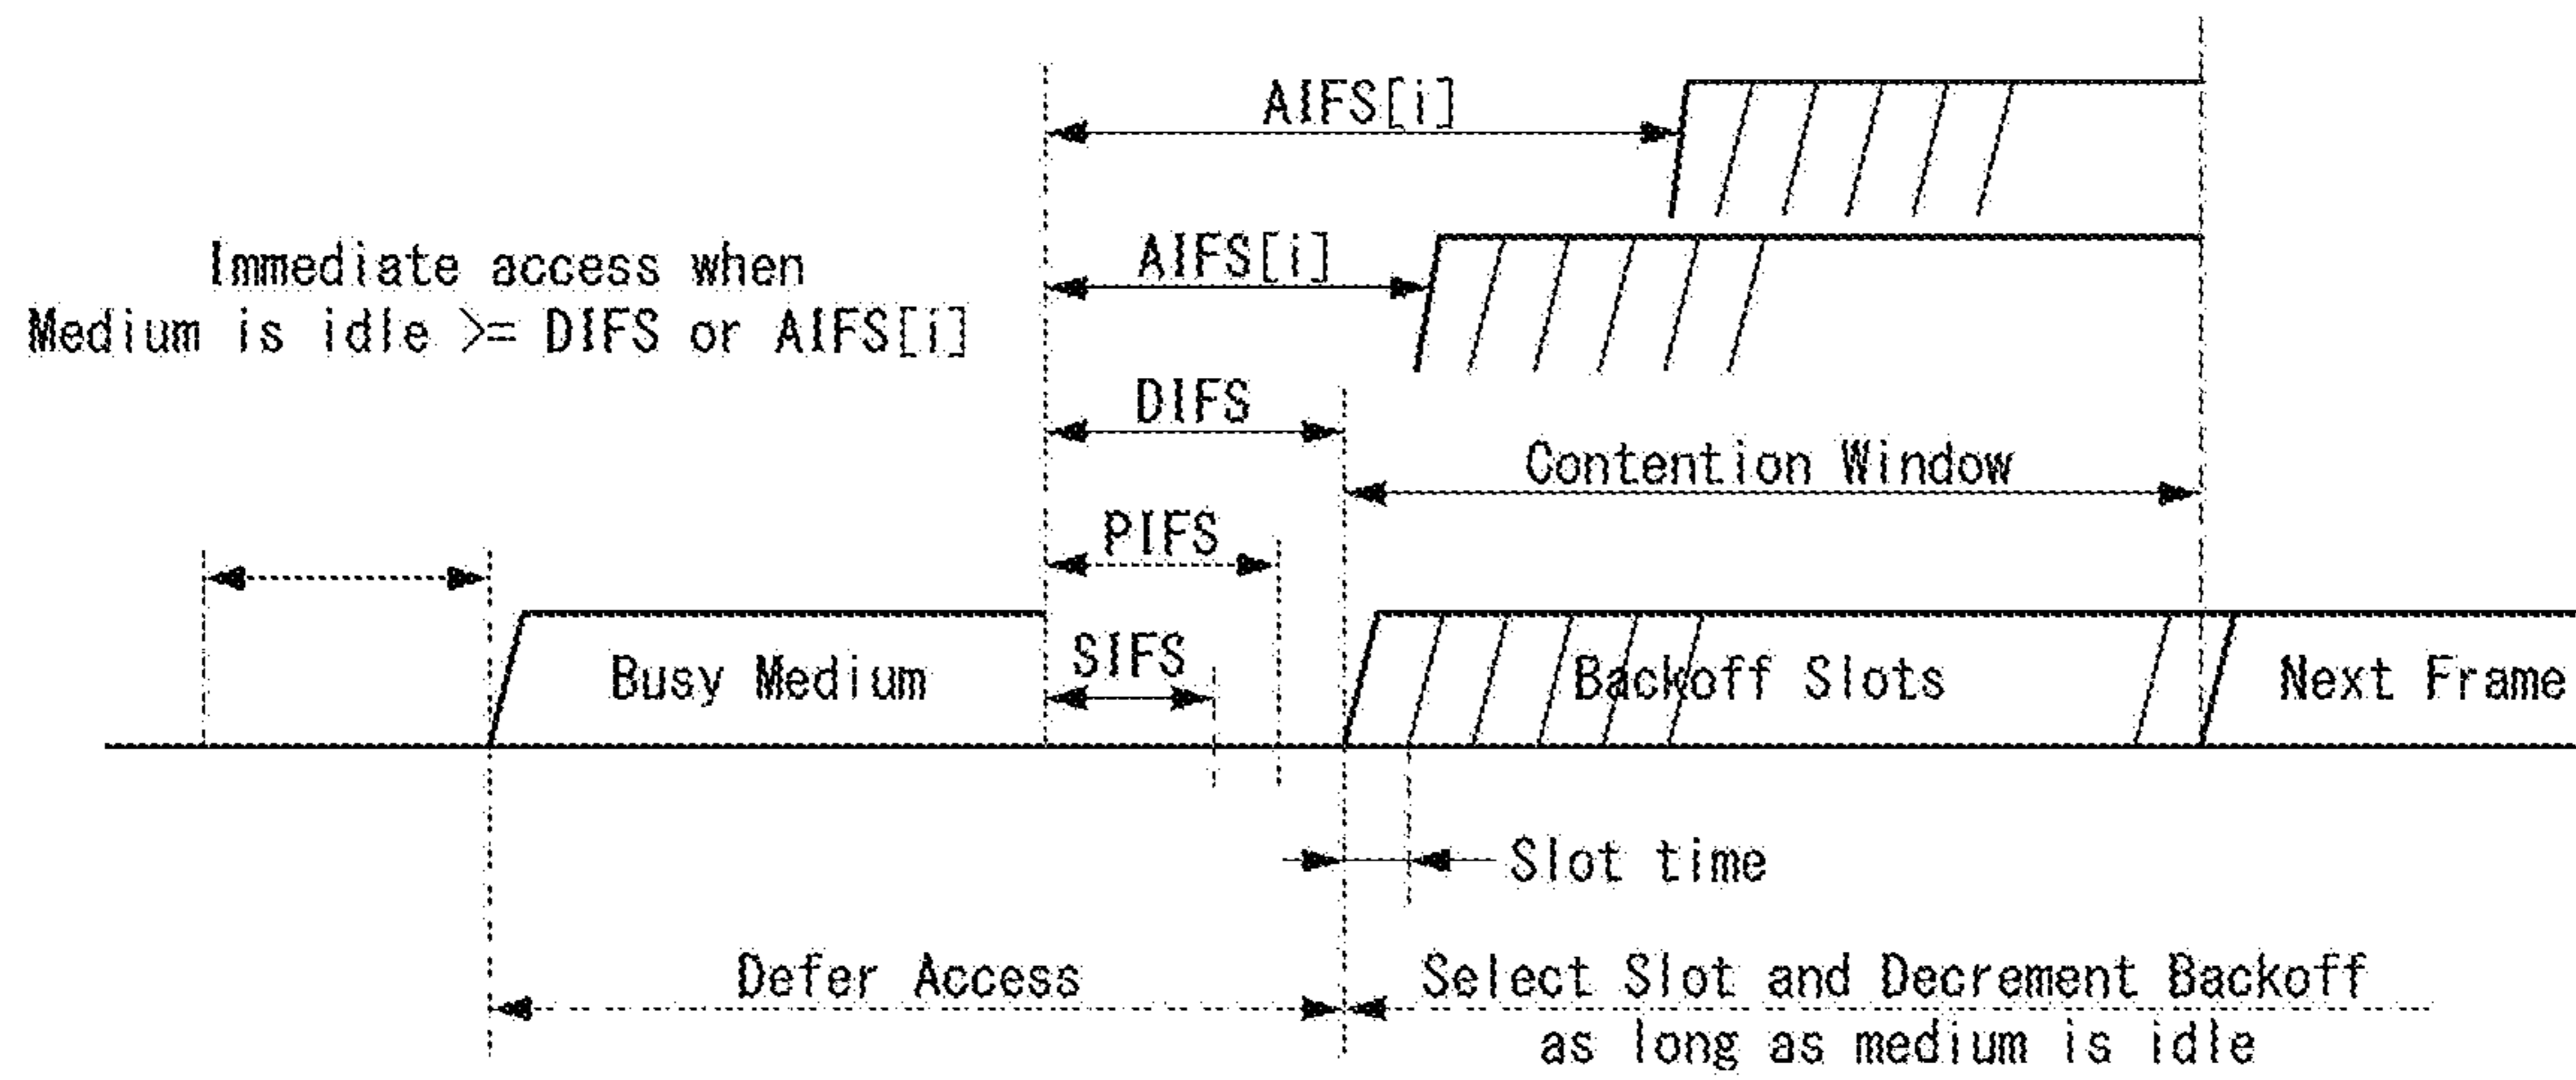 AIFS[i]
Immediate access when
Medium is idle >= DIFS or AIFS[i]
AIFS[i]
DIFS
Contention Window
PIFS
SIFS
Busy Medium
Backoff Slots
Next Frame
Slot time
Defer Access
Select Slot and Decrement Backoff
as long as medium is idle